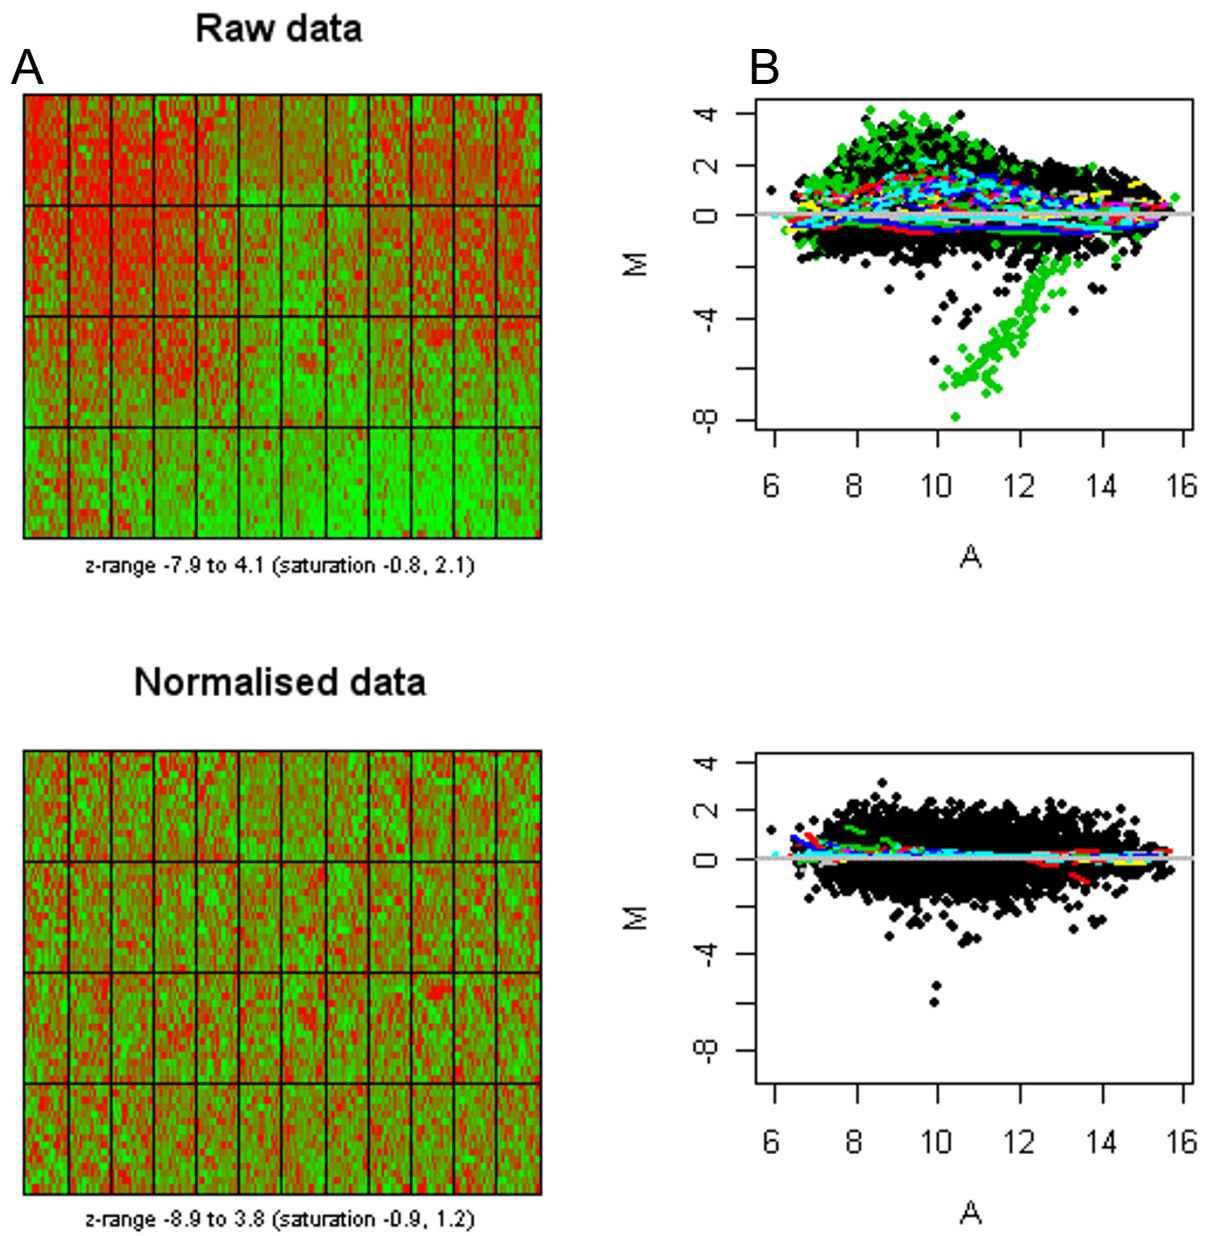 Raw data
A
B
z-range -7.9 to 4.1 (saturation -0.8, 2.1)
4
2
0
-4
-8
M
6 8 10 12 14 16
A
Normalised data
z-range -8.9 to 3.8 (saturation -0.9, 1.2)
4
2
0
-4
-8
M
6 8 10 12 14 16
A